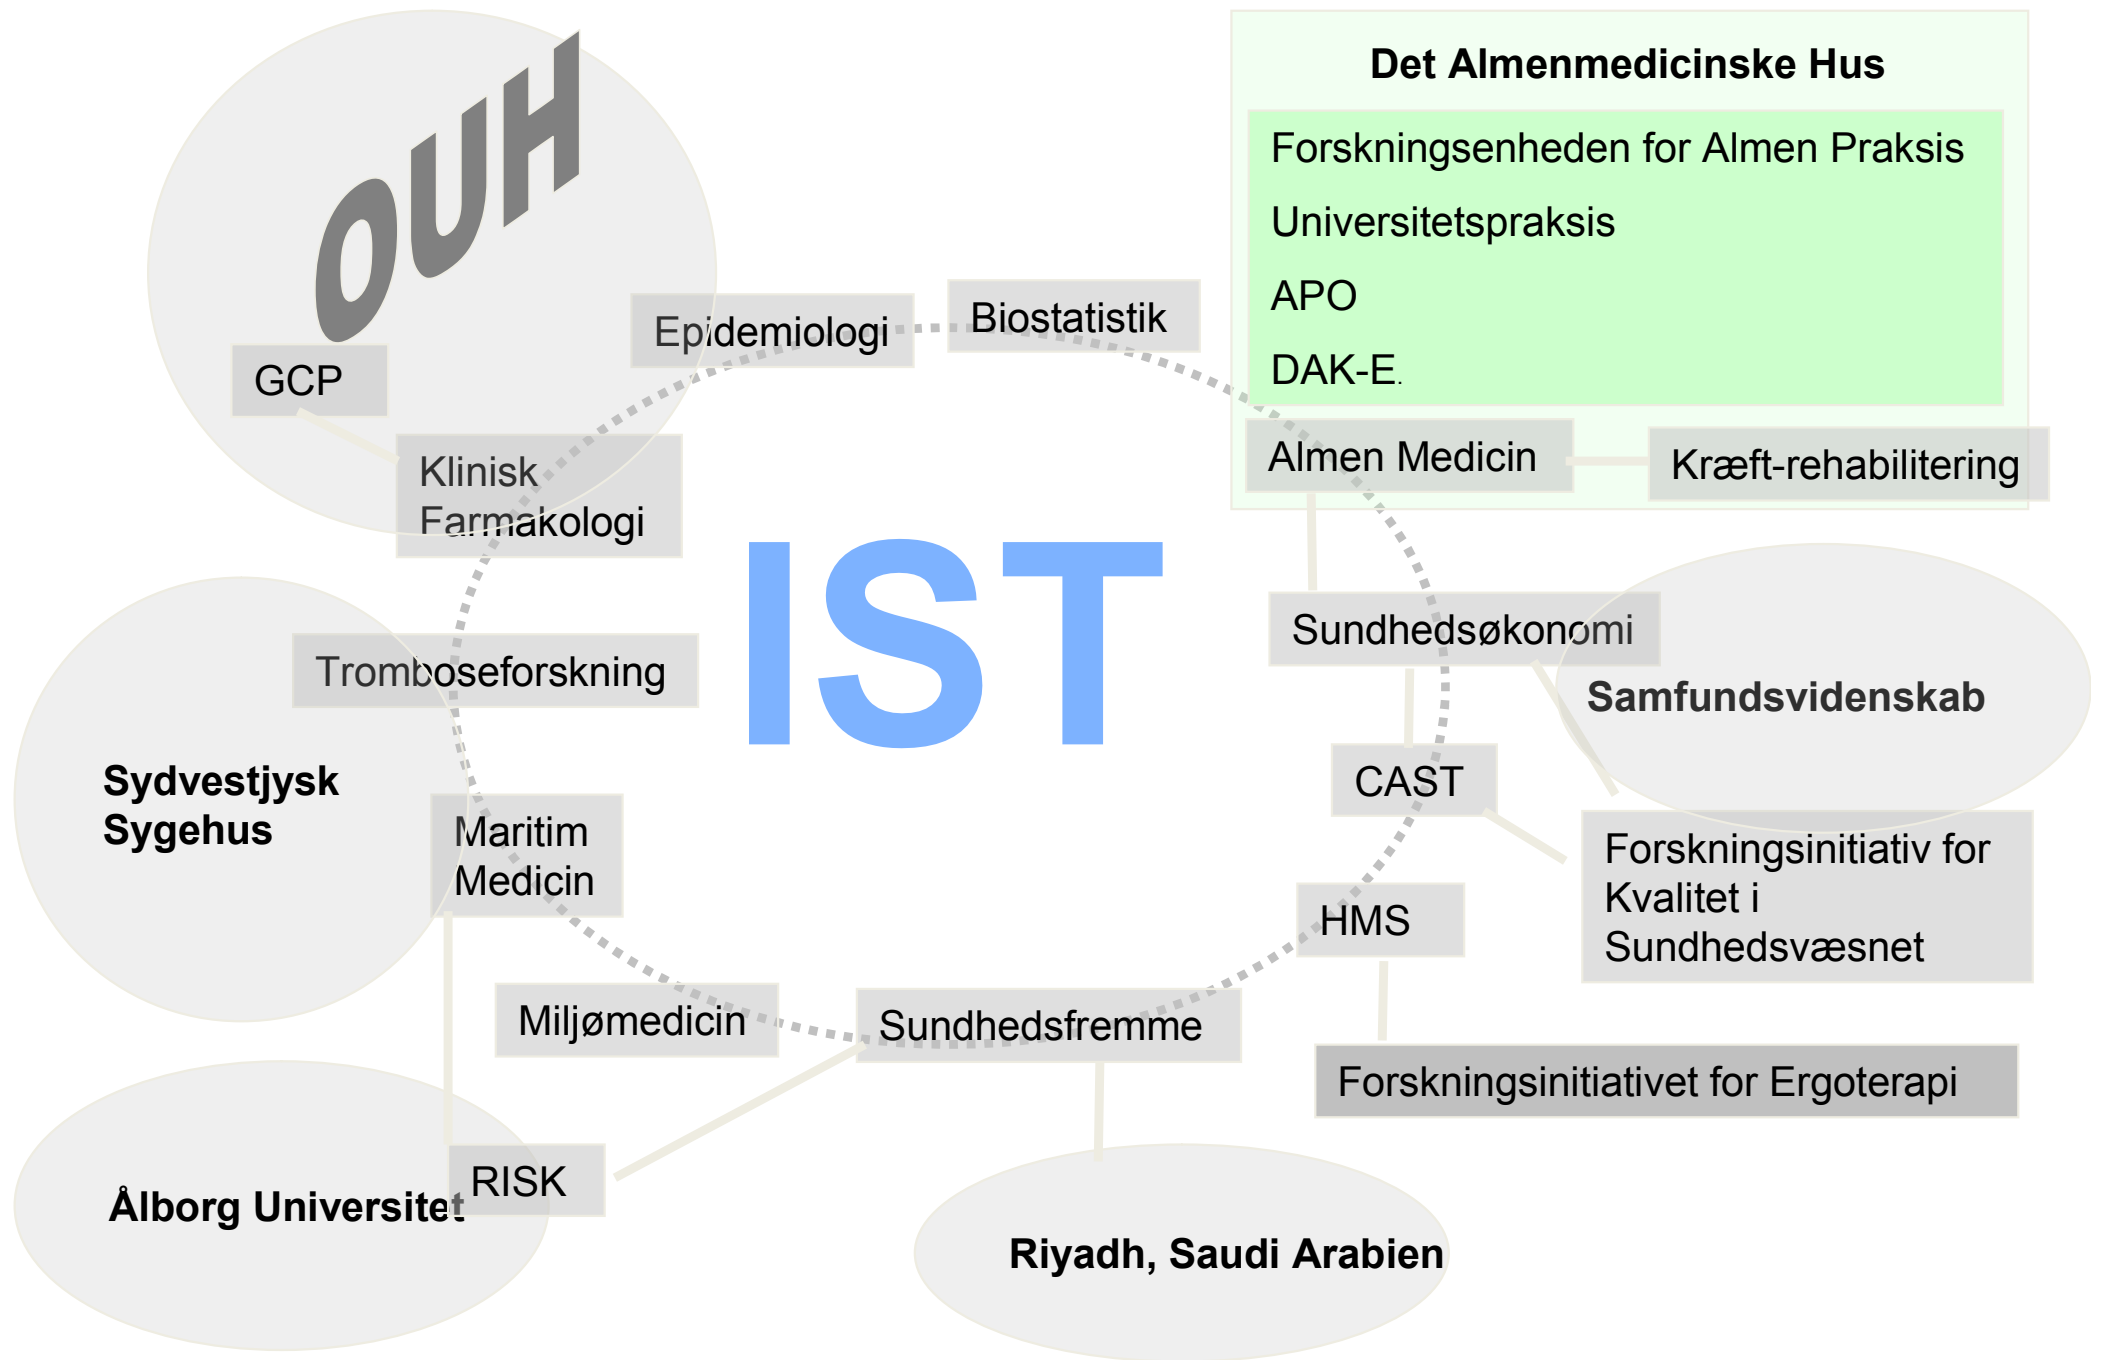 OUH
Det Almenmedicinske Hus
Forskningsenheden for Almen Praksis
Universitetspraksis
APO
DAK-E.
Epidemiologi
Biostatistik
GCP
Klinisk
Farmakologi
Almen Medicin
Kræft-rehabilitering
IST
Sundhedsøkonomi
Samfundsvidenskab
Tromboseforskning
Sydvestjysk
Sygehus
CAST
Maritim
Medicin
Forskningsinitiativ for
Kvalitet i
Sundhedsvæsnet
HMS
Miljømedicin
Sundhedsfremme
Forskningsinitiativet for Ergoterapi
Ålborg Universitet
RISK
Riyadh, Saudi Arabien